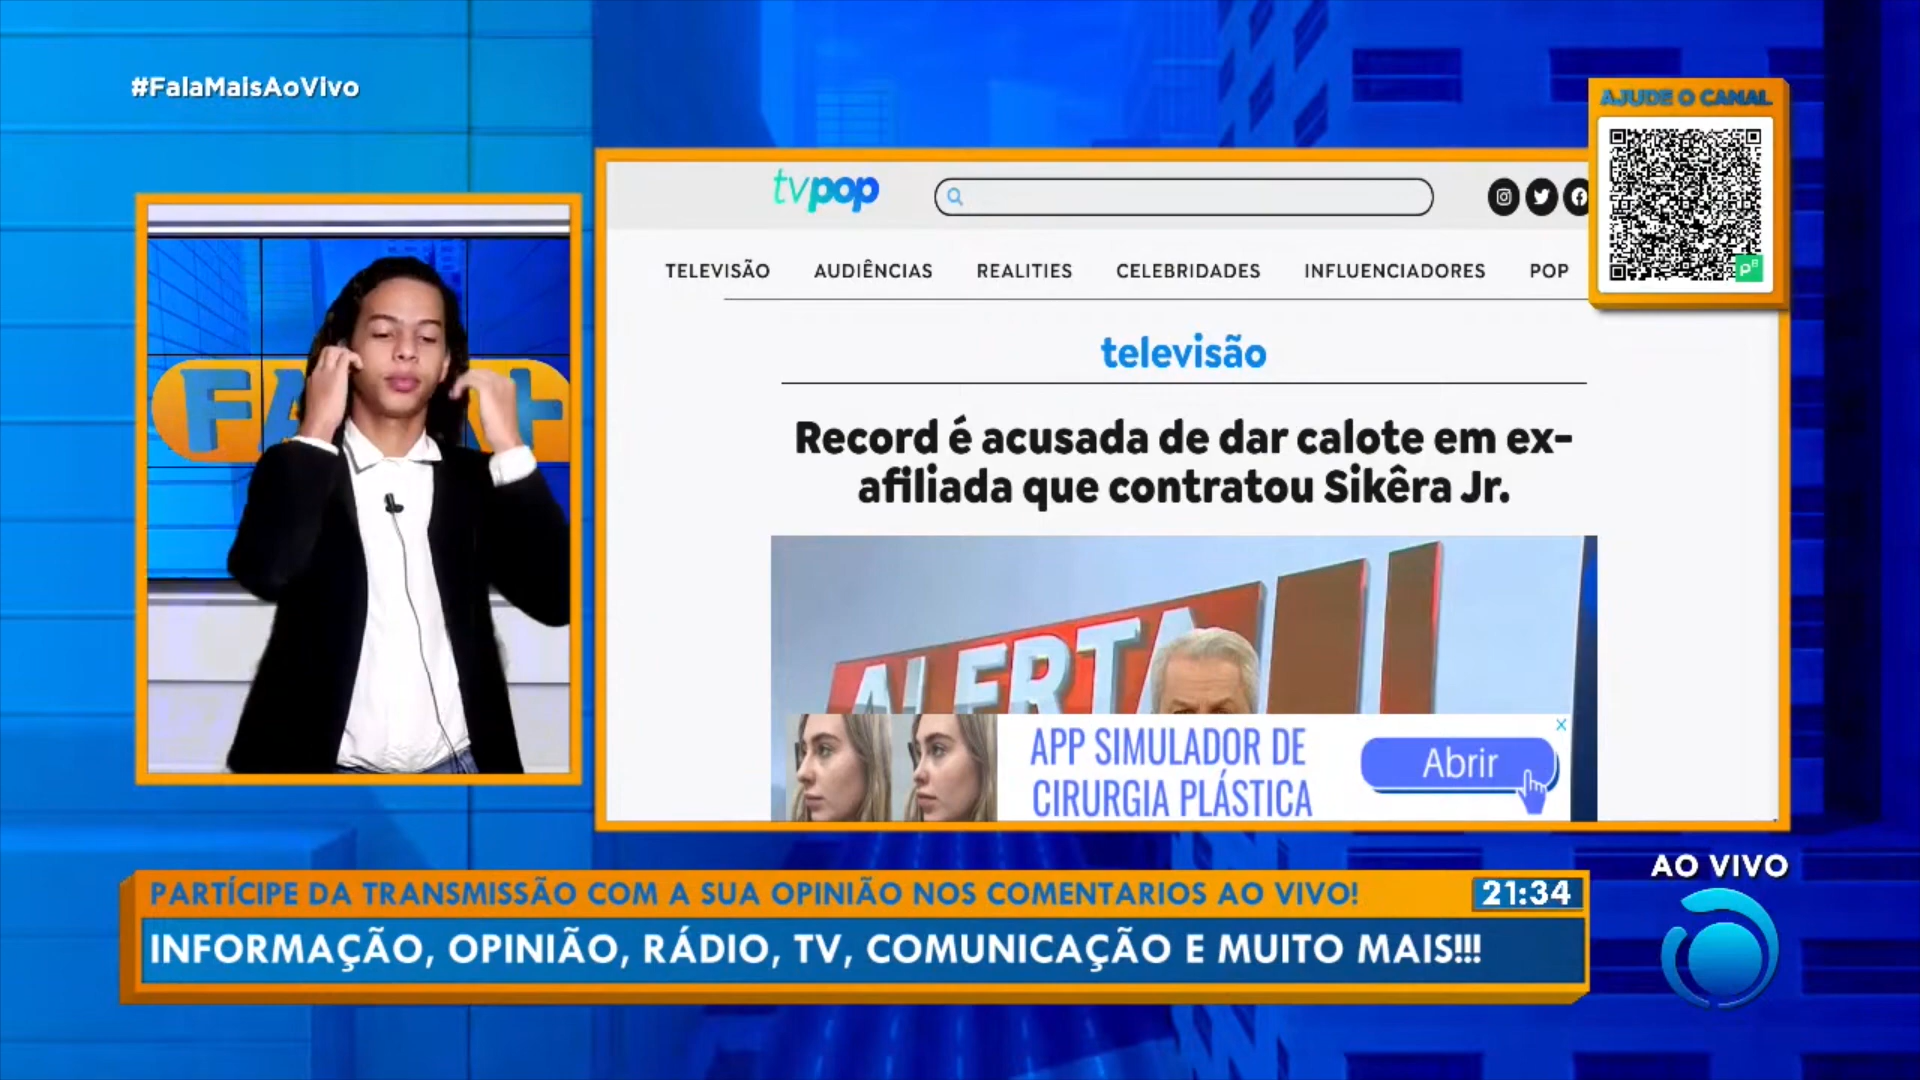 #FalaMaisAoVivo
AJUDE O CANAL
tvpop
TELEVISÃO AUDIÊNCIAS REALITIES CELEBRIDADES INFLUENCIADORES POP
televisão
Record é acusada de dar calote em ex-
afiliada que contratou Sikêra Jr.
FA A+
ALERTA
APP SIMULADOR DE
CIRURGIA PLÁSTICA
Abrir
AO VIVO
PARTÍCIPE DA TRANSMISSÃO COM A SUA OPINIÃO NOS COMENTARIOS AO VIVO!
21:34
INFORMAÇÃO, OPINIÃO, RÁDIO, TV, COMUNICAÇÃO E MUITO MAIS!!!